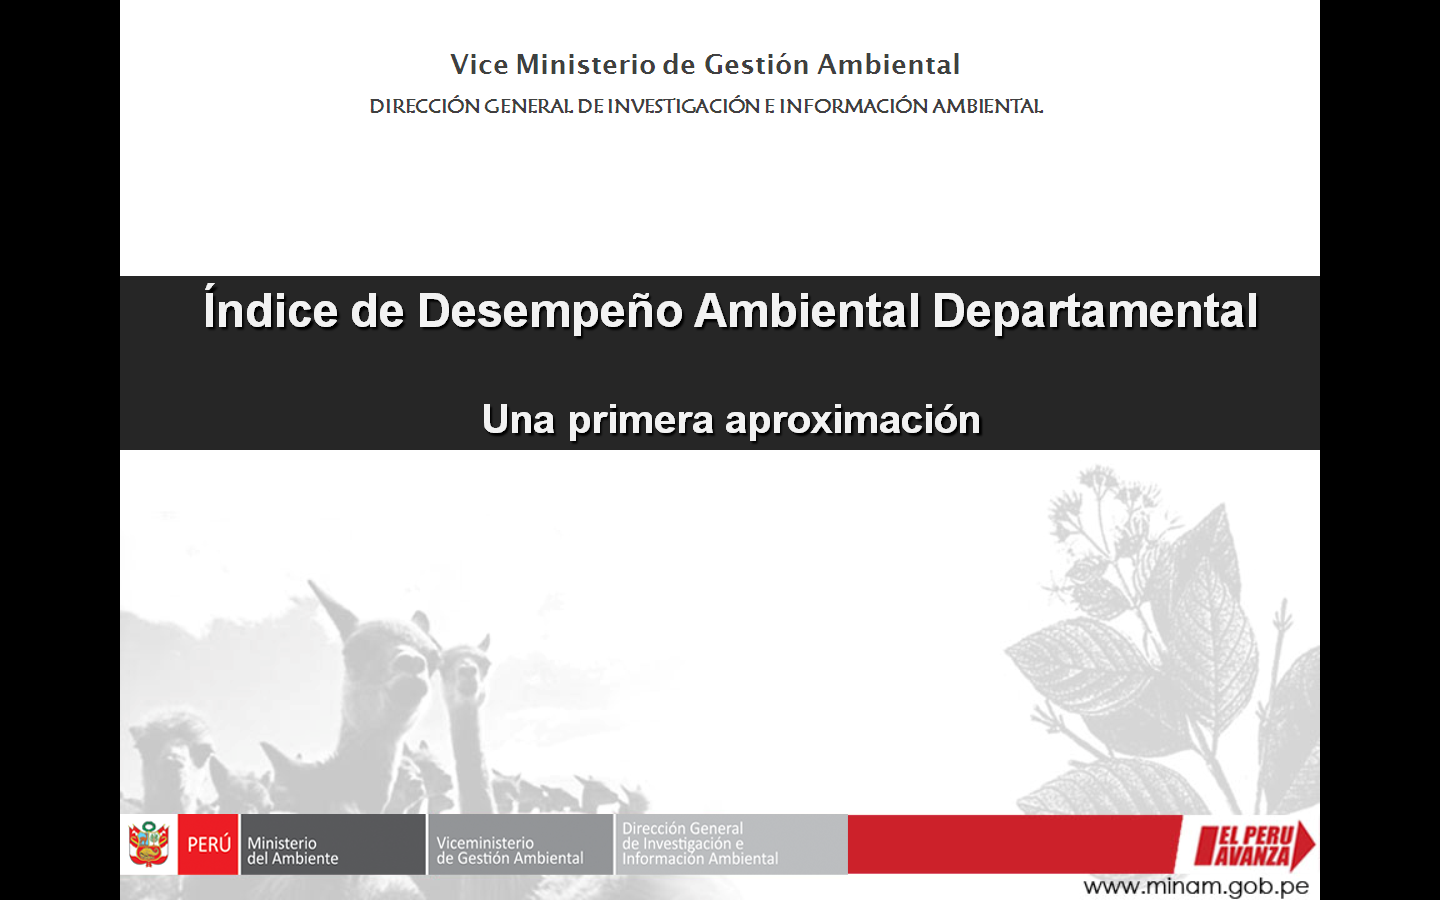 Vice Ministerio de Gestión Ambiental
DIRECCIÓN GENERAL DE INVESTIGACIÓN E INFORMACIÓN AMBIENTAL
Índice de Desempeño Ambiental Departamental
Una primera aproximación
PERÚ
Ministerio
del Ambiente
Viceministerio
de Gestión Ambiental
Dirección General
de Investigación e
Información Ambiental
EL PERU
AVANZA
www.minam.gob.pe